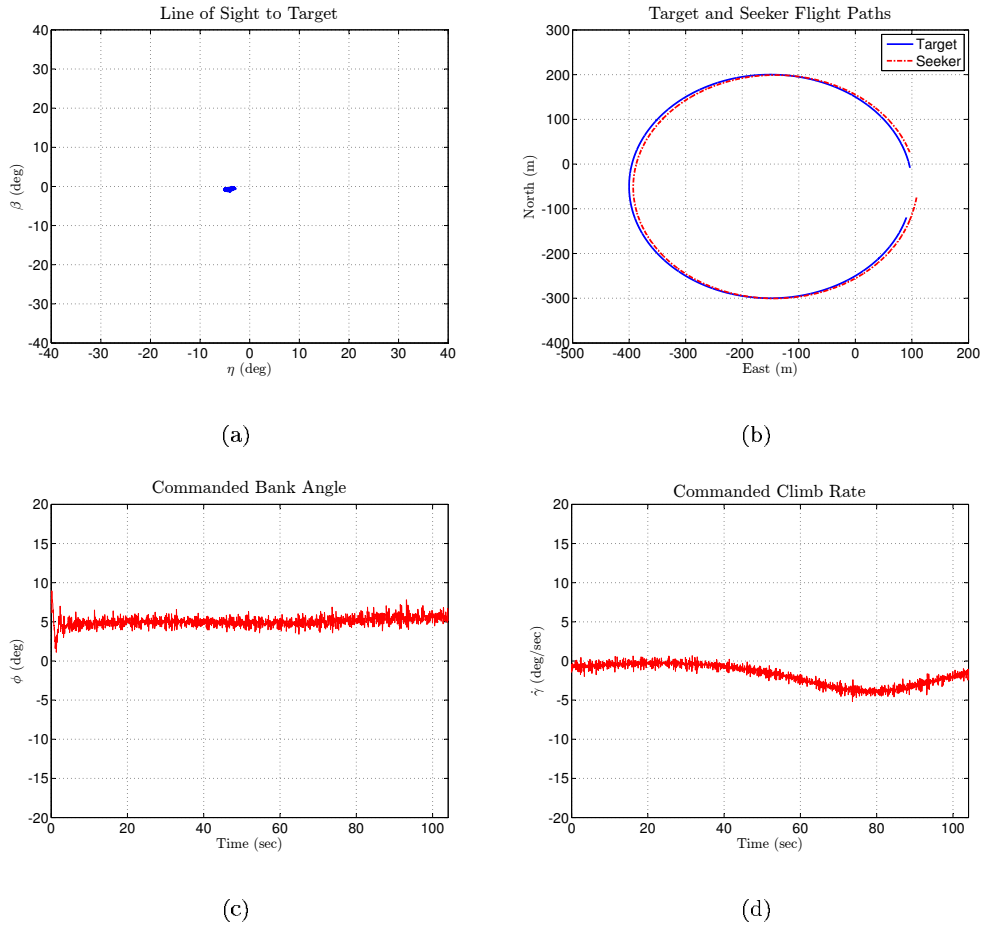 Line of Sight to Target
40
30
20
10
0
-10
-20
-30
-40
β (deg)
-40 -30 -20 -10 0 10 20 30 40
η (deg)
(a)
Target and Seeker Flight Paths
300
200
100
0
-100
-200
-300
-400
North (m)
Target
Seeker
-500 -400 -300 -200 -100 0 100 200
East (m)
(b)
Commanded Bank Angle
20
15
10
5
0
-5
-10
-15
-20
ϕ (deg)
0 20 40 60 80 100
Time (sec)
(c)
Commanded Climb Rate
20
15
10
5
0
-5
-10
-15
-20
γ̇ (deg/sec)
0 20 40 60 80 100
Time (sec)
(d)